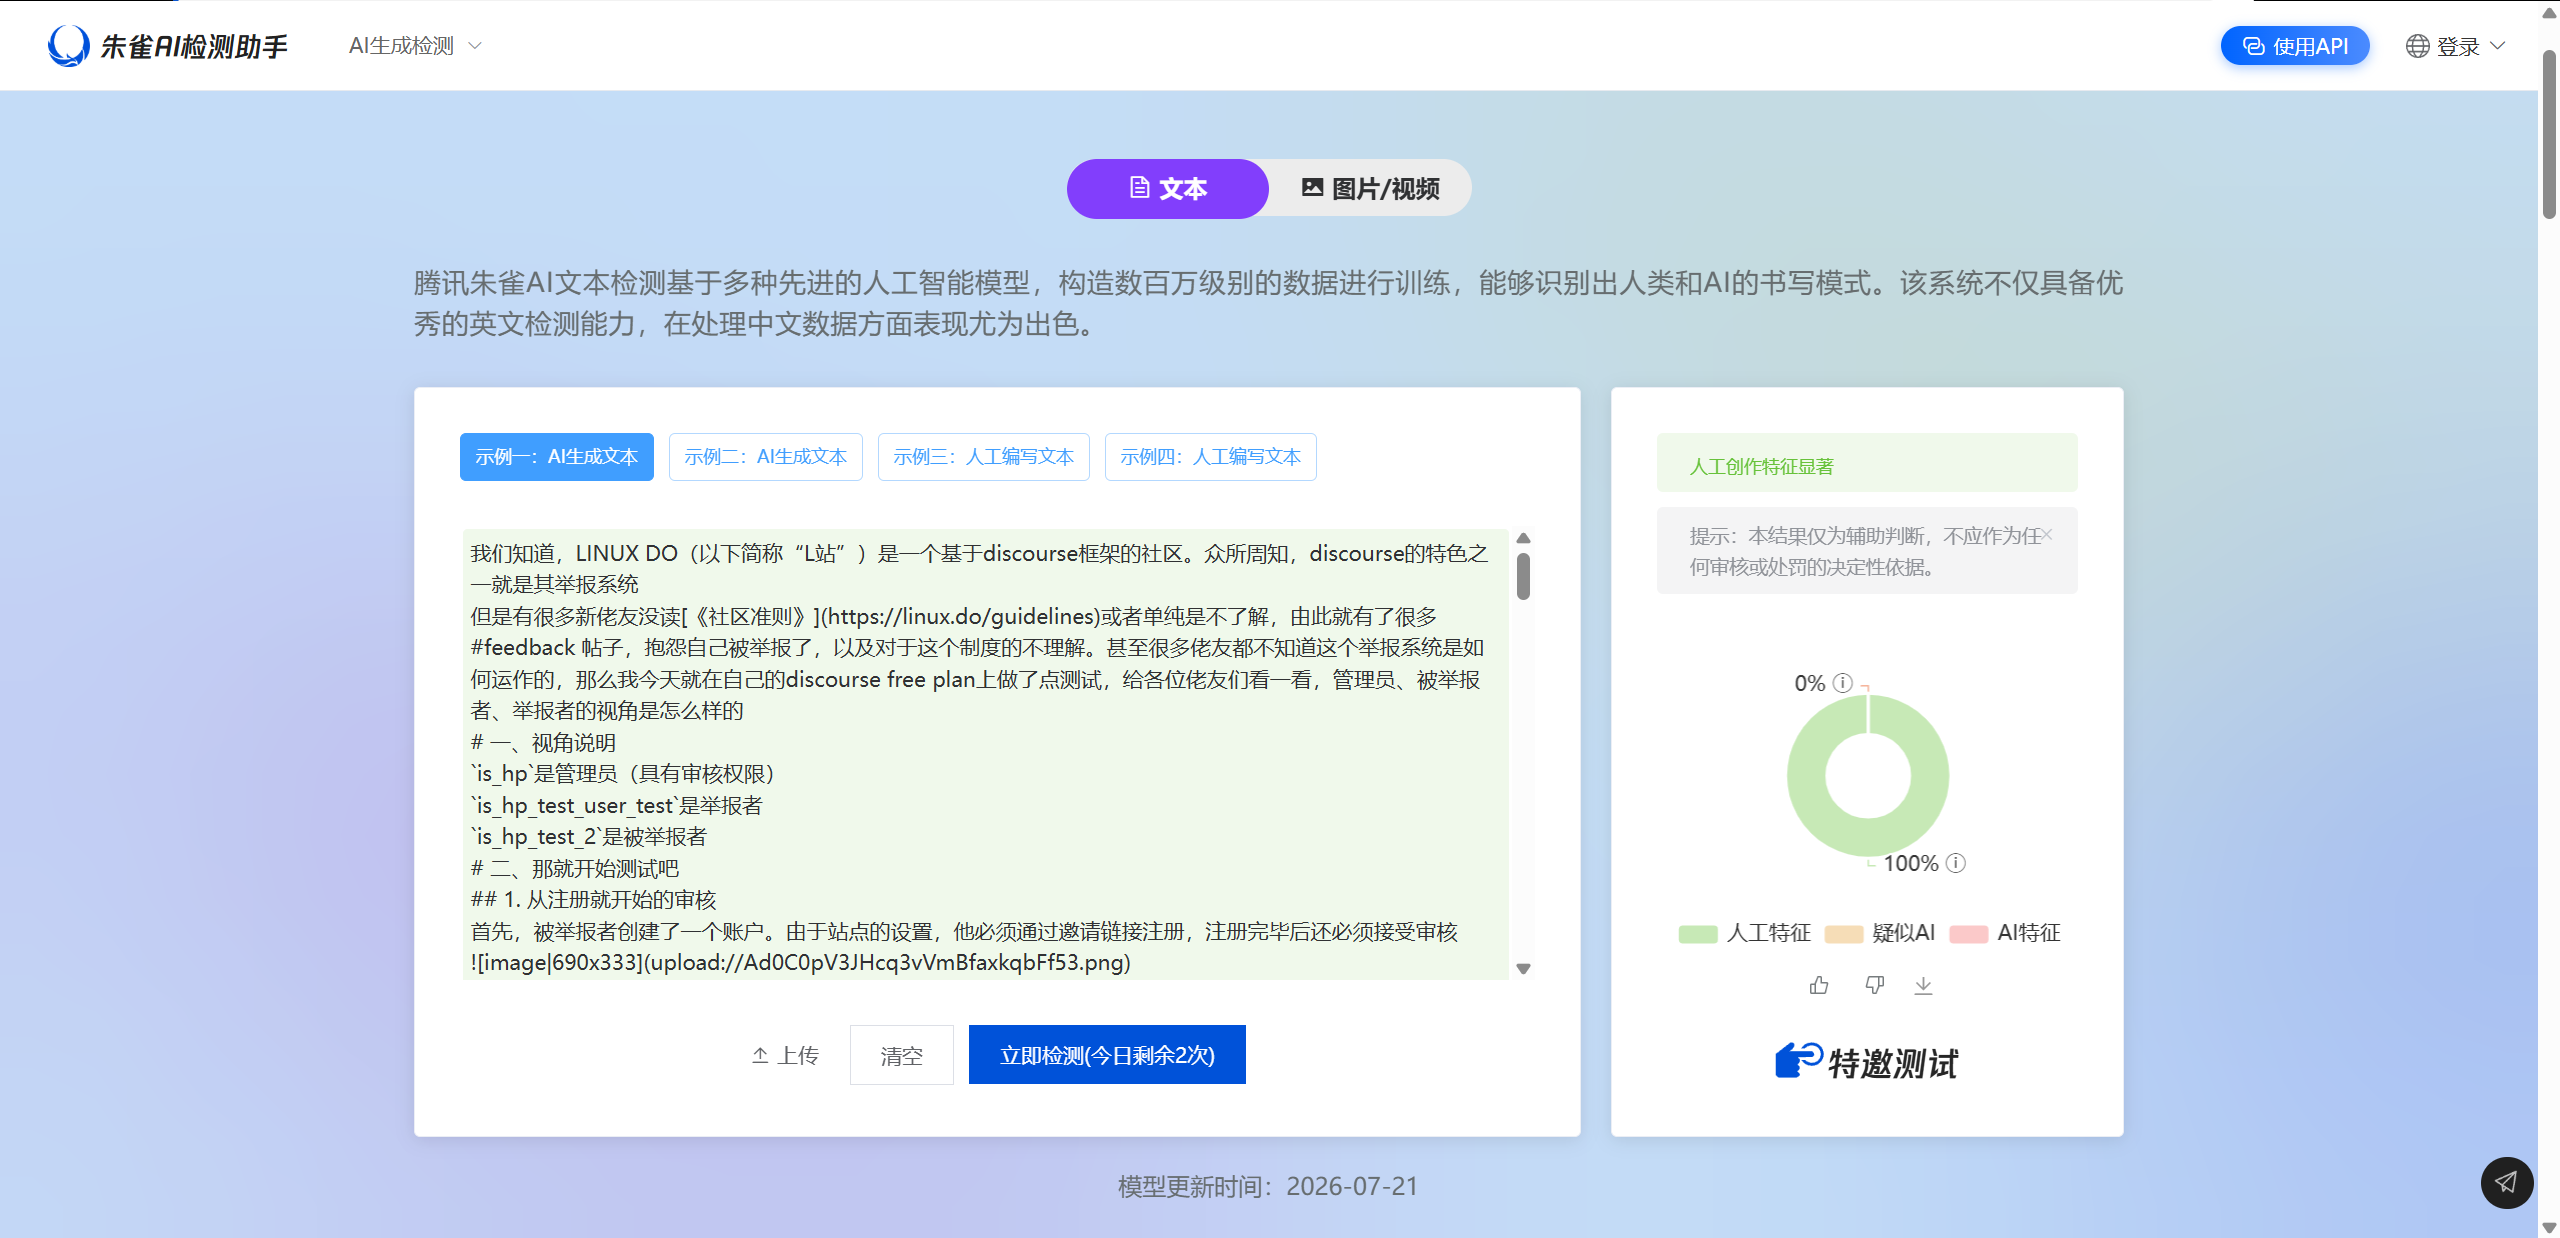 朱雀AI检测助手
AI生成检测
使用API
登录
文本
图片/视频
腾讯朱雀AI文本检测基于多种先进的人工智能模型，构造数百万级别的数据进行训练，能够识别出人类和AI的书写模式。该系统不仅具备优
秀的英文检测能力，在处理中文数据方面表现尤为出色。
示例一：AI生成文本
示例二：AI生成文本
示例三：人工编写文本
示例四：人工编写文本
我们知道，LINUX DO（以下简称“L站”）是一个基于discourse框架的社区。众所周知，discourse的特色之
一就是其举报系统
但是有很多新佬友没读[《社区准则》](https://linux.do/guidelines)或者单纯是不了解，由此就有了很多
#feedback 帖子，抱怨自己被举报了，以及对于这个制度的不理解。甚至很多佬友都不知道这个举报系统是如
何运作的，那么我今天就在自己的discourse free plan上做了点测试，给各位佬友们看一看，管理员、被举报
者、举报者的视角是怎么样的
# 一、视角说明
`is_hp`是管理员（具有审核权限）
`is_hp_test_user_test`是举报者
`is_hp_test_2`是被举报者
# 二、那就开始测试吧
## 1. 从注册就开始的审核
首先，被举报者创建了一个账户。由于站点的设置，他必须通过邀请链接注册，注册完毕后还必须接受审核
![image|690x333](upload://Ad0C0pV3JHcq3vVmBfaxkqbFf53.png)
上传
清空
立即检测(今日剩余2次)
人工创作特征显著
提示：本结果仅为辅助判断，不应作为任
何审核或处罚的决定性依据。
0%
100%
人工特征
疑似AI
AI特征
特邀测试
模型更新时间：2026-07-21